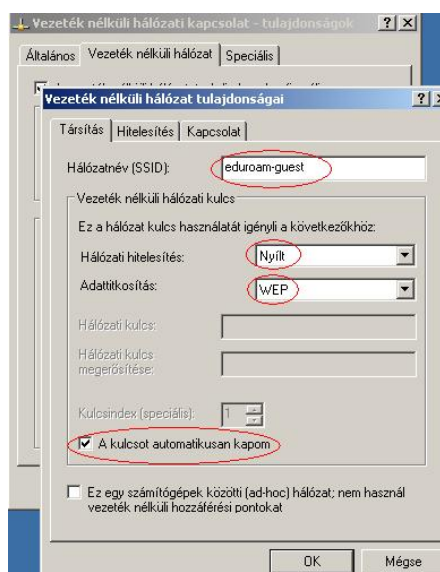 Vezeték nélküli hálózati kapcsolat - tulajdonságok
Általános Vezeték nélküli hálózat Speciális
Vezeték nélküli hálózat tulajdonságai
Társítás Hitelesítés Kapcsolat
Hálózatnév (SSID): eduroam-guest
Vezeték nélküli hálózati kulcs
Ez a hálózat kulcs használatát igényli a következőkhöz:
Hálózati hitelesítés: Nyílt
Adattitkosítás: WEP
Hálózati kulcs:
Hálózati kulcs
megerősítése:
Kulcsindex (speciális): 1
A kulcsot automatikusan kapom
Ez egy számítógépek közötti (ad-hoc) hálózat; nem használ
vezeték nélküli hozzáférési pontokat
OK Mégse